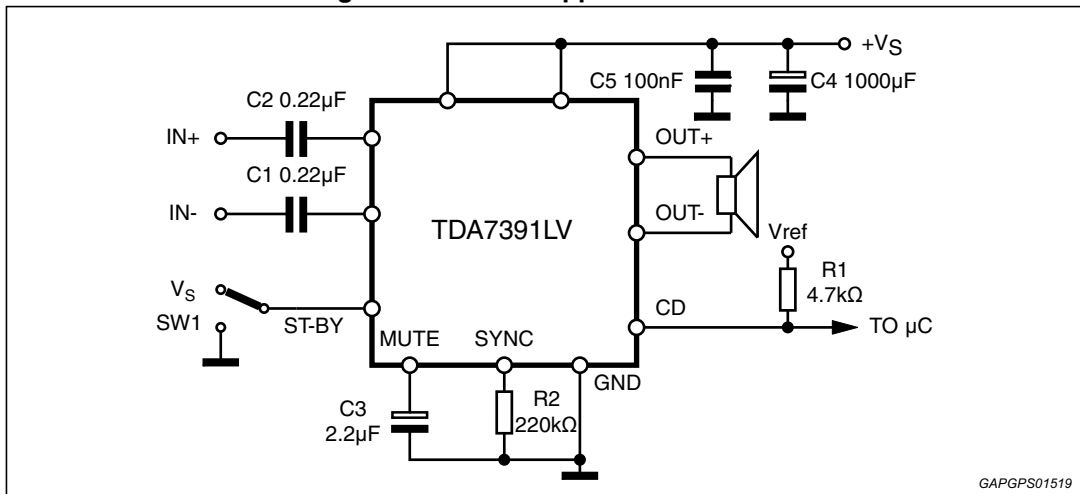 +VS
C5 100nF
C4 1000µF
C2 0.22µF
IN+
OUT+
C1 0.22µF
IN-
OUT-
TDA7391LV
Vref
R1
4.7kΩ
VS
SW1
ST-BY
CD
TO µC
MUTE
SYNC
GND
C3
2.2µF
R2
220kΩ
GAPGPS01519